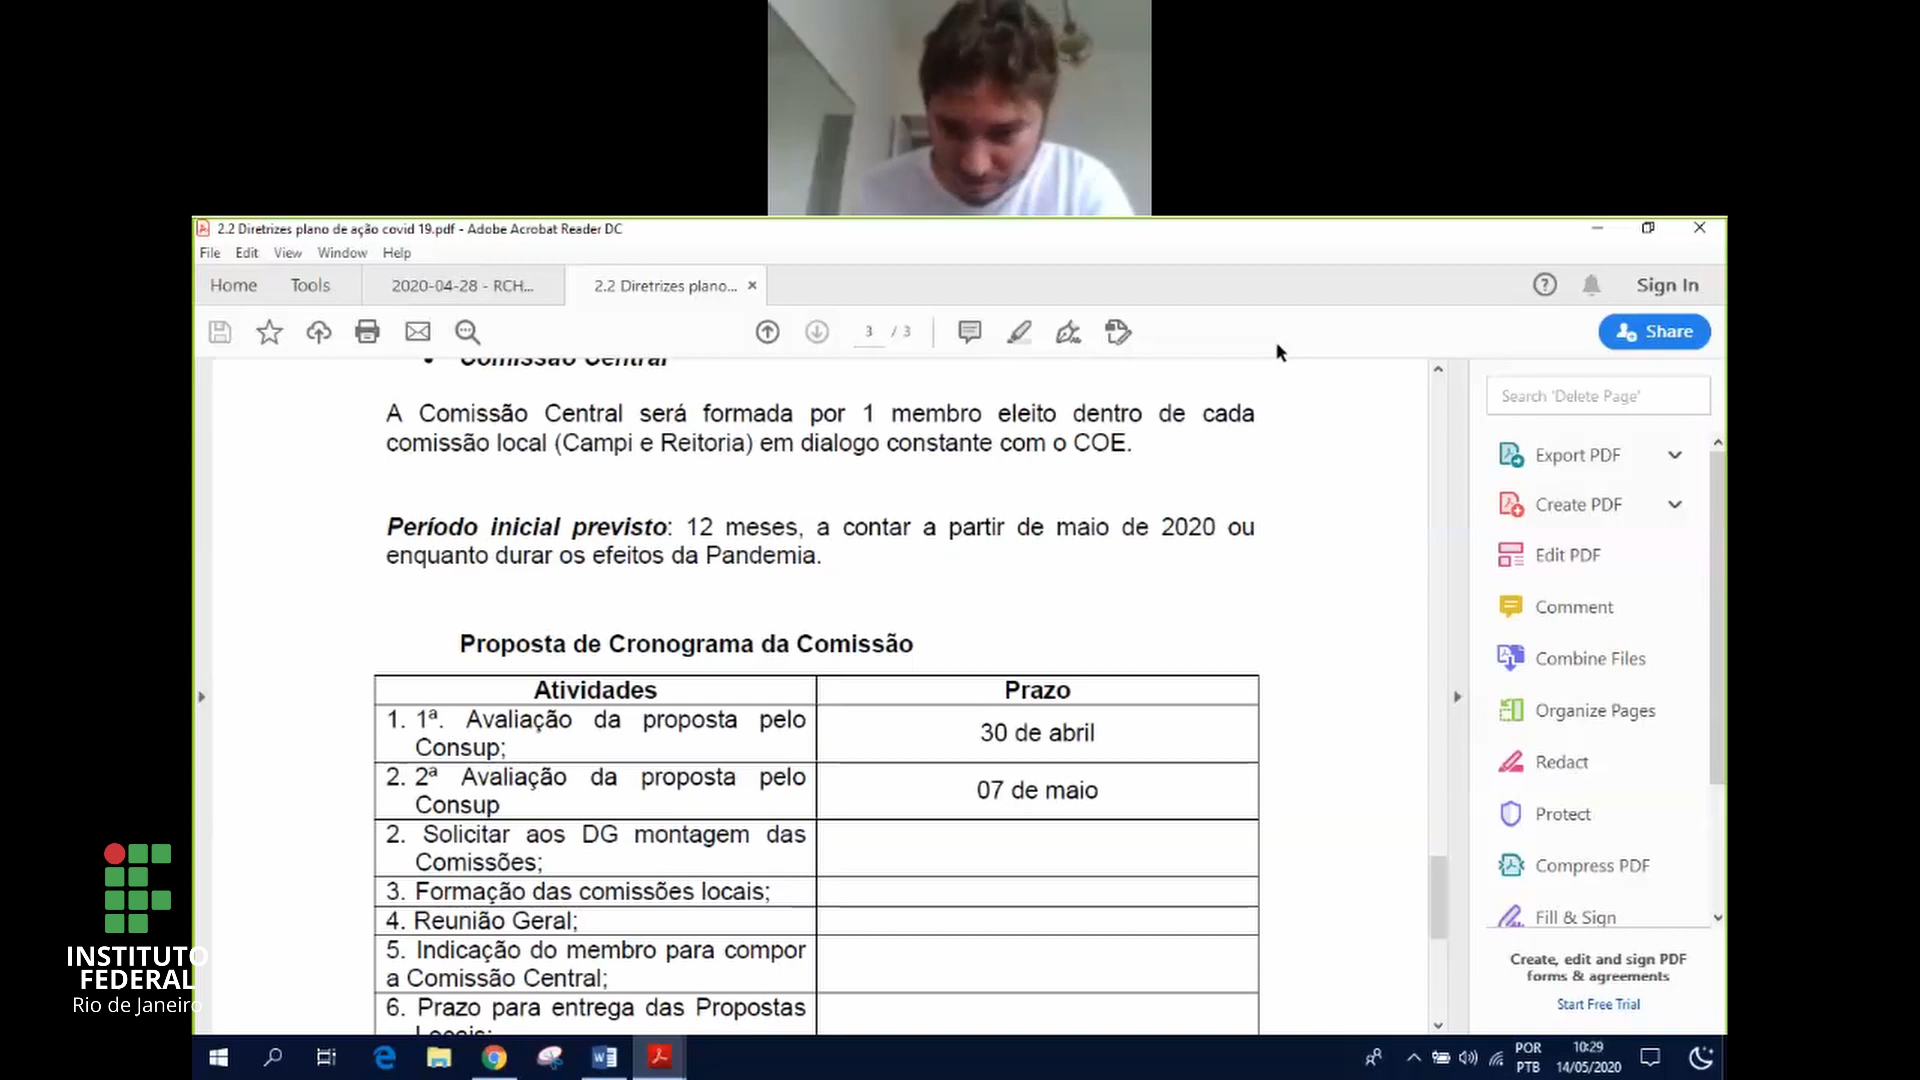 2.2 Diretrizes plano de ação covid 19.pdf - Adobe Acrobat Reader DC
File Edit View Window Help
Home Tools 2020-04-28 - RCH... 2.2 Diretrizes plano... × Sign In
3 / 3 Share
• Comissão Central
A Comissão Central será formada por 1 membro eleito dentro de cada
comissão local (Campi e Reitoria) em dialogo constante com o COE.
Período inicial previsto: 12 meses, a contar a partir de maio de 2020 ou
enquanto durar os efeitos da Pandemia.
Proposta de Cronograma da Comissão
Atividades Prazo
1. 1ª. Avaliação da proposta pelo
Consup;
30 de abril
2. 2ª Avaliação da proposta pelo
Consup
07 de maio
2. Solicitar aos DG montagem das
Comissões;
3. Formação das comissões locais;
4. Reunião Geral;
5. Indicação do membro para compor
a Comissão Central;
6. Prazo para entrega das Propostas
Locais;
Search 'Delete Page'
Export PDF
Create PDF
Edit PDF
Comment
Combine Files
Organize Pages
Redact
Protect
Compress PDF
Fill & Sign
Create, edit and sign PDF
forms & agreements
Start Free Trial
INSTITUTO
FEDERAL
Rio de Janeiro
POR
PTB
10:29
14/05/2020